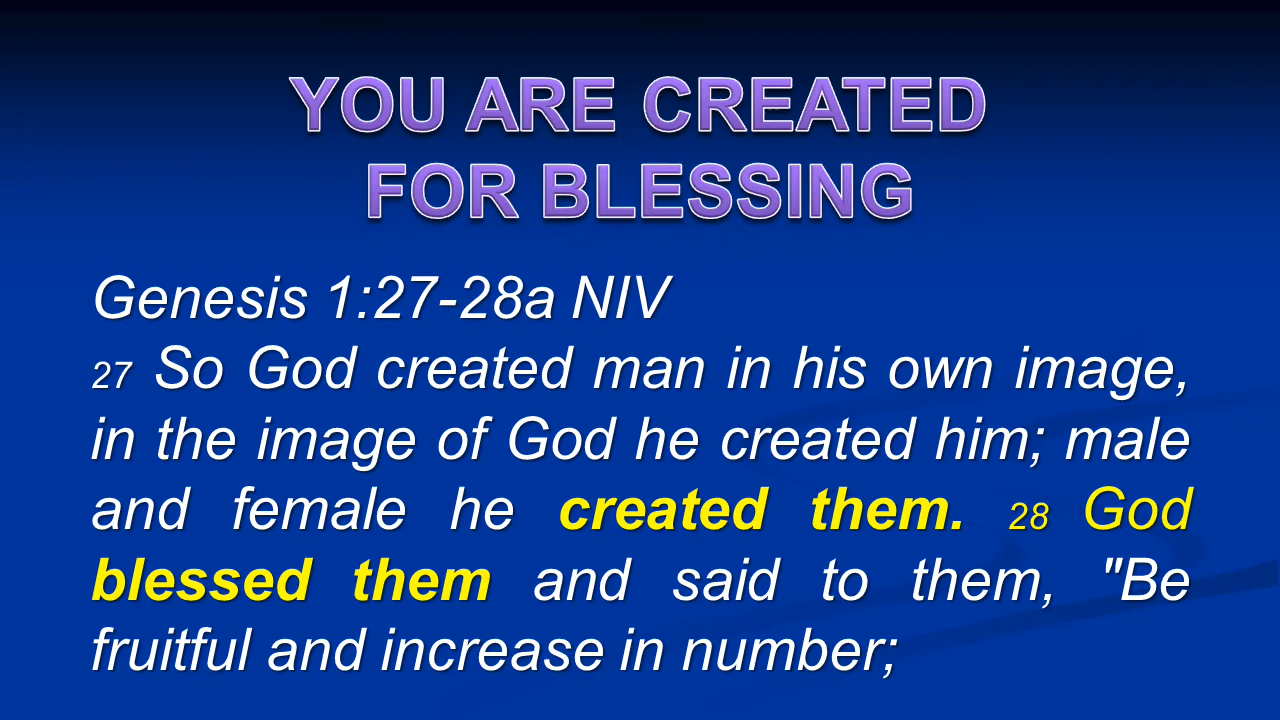 YOU ARE CREATED
FOR BLESSING
Genesis 1:27-28a NIV
27 So God created man in his own image,
in the image of God he created him; male
and female he created them. 28 God
blessed them and said to them, "Be
fruitful and increase in number;